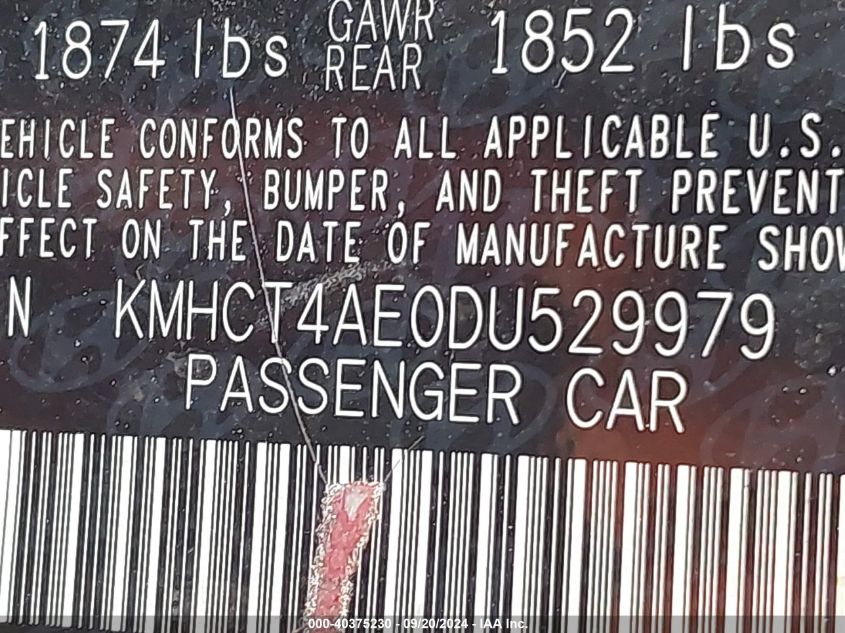 1874 lbs GAWR REAR 1852 lbs
EHICLE CONFORMS TO ALL APPLICABLE U.S.
ICLE SAFETY, BUMPER, AND THEFT PREVENT
FFECT ON THE DATE OF MANUFACTURE SHOW
N KMHCT4AE0DU529979
PASSENGER CAR
000-40375230 - 09/20/2024 - IAA Inc.